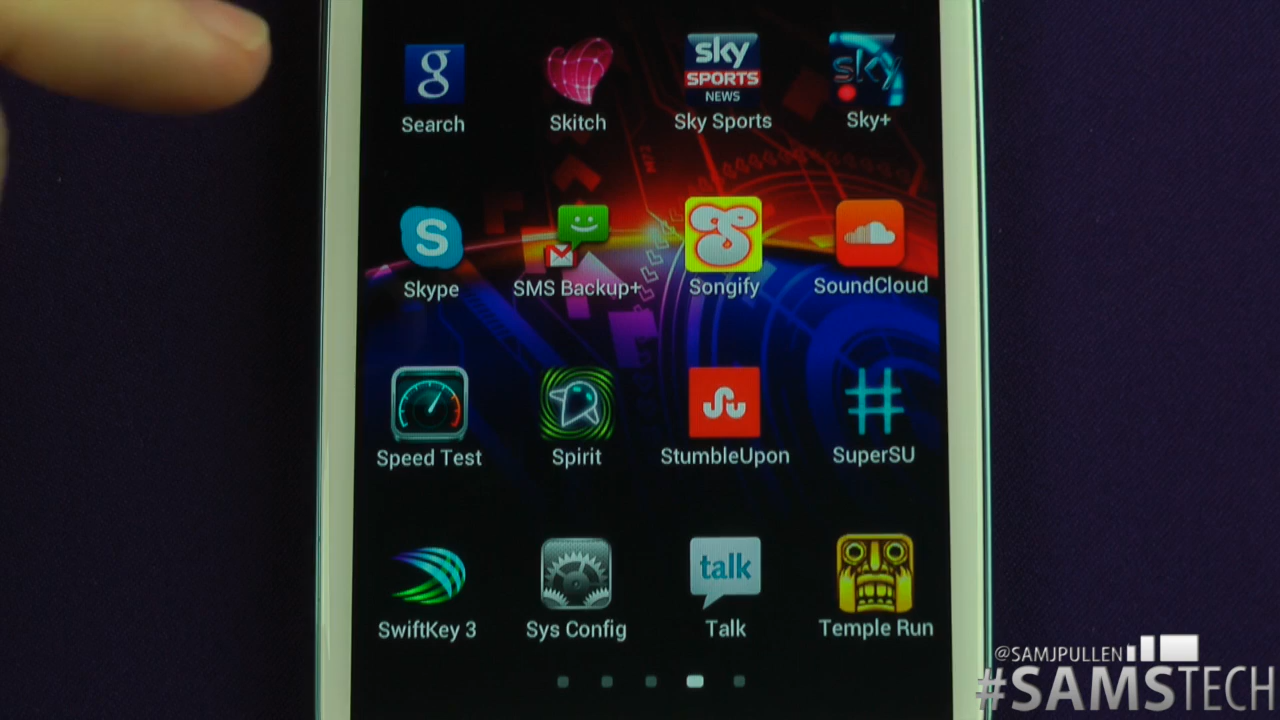 g
sky
SPORTS
NEWS
sky
Search
Skitch
Sky Sports
Sky+
S
Skype
SMS Backup+
Songify
SoundCloud
Speed Test
Spirit
StumbleUpon
SuperSU
talk
SwiftKey 3
Sys Config
Talk
Temple Run
@SAMJPULLEN
#SAMSTECH